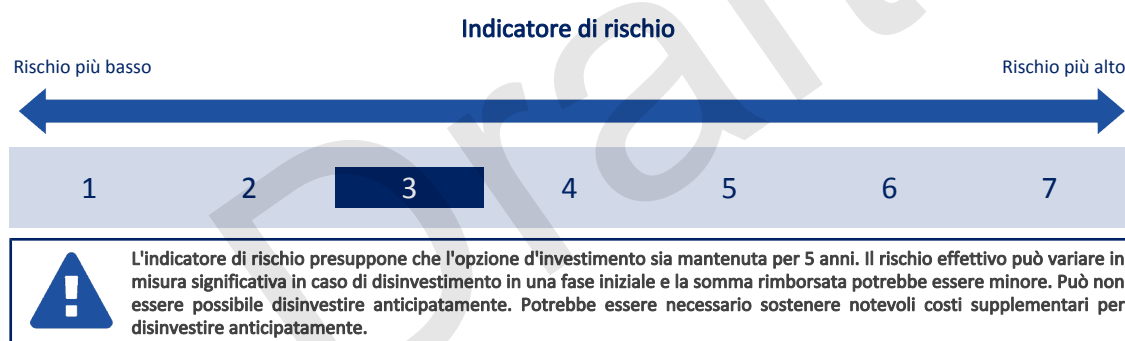 Indicatore di rischio
Rischio più basso
Rischio più alto
1 2 3 4 5 6 7
L'indicatore di rischio presuppone che l'opzione d'investimento sia mantenuta per 5 anni. Il rischio effettivo può variare in
misura significativa in caso di disinvestimento in una fase iniziale e la somma rimborsata potrebbe essere minore. Può non
essere possibile disinvestire anticipatamente. Potrebbe essere necessario sostenere notevoli costi supplementari per
disinvestire anticipatamente.
Draft